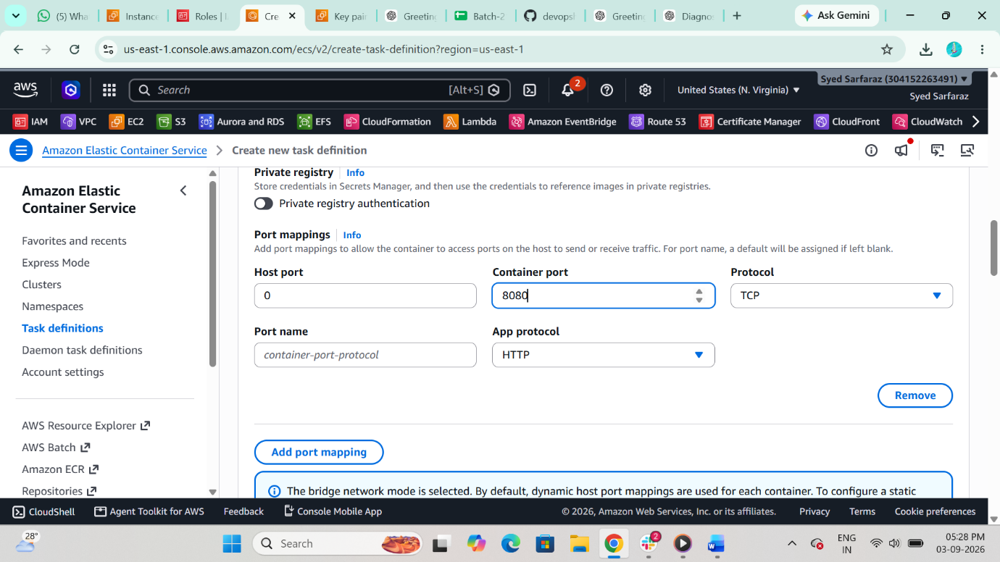 (5) Wha
Instance
Roles | I
Cre
Key pair
Greeting
Batch-2
devopsh
Greeting
Diagnos
Ask Gemini
us-east-1.console.aws.amazon.com/ecs/v2/create-task-definition?region=us-east-1
aws
Search
[Alt+S]
2
United States (N. Virginia)
Syed Sarfaraz (304152263491)
Syed Sarfaraz
IAM
VPC
EC2
S3
Aurora and RDS
EFS
CloudFormation
Lambda
Amazon EventBridge
Route 53
Certificate Manager
CloudFront
CloudWatch
Amazon Elastic Container Service
Create new task definition
Amazon Elastic
Container Service
Favorites and recents
Express Mode
Clusters
Namespaces
Task definitions
Daemon task definitions
Account settings
AWS Resource Explorer
AWS Batch
Amazon ECR
Repositories
Private registry
Info
Store credentials in Secrets Manager, and then use the credentials to reference images in private registries.
Private registry authentication
Port mappings
Info
Add port mappings to allow the container to access ports on the host to send or receive traffic. For port name, a default will be assigned if left blank.
Host port
Container port
Protocol
0
8080
TCP
Port name
App protocol
container-port-protocol
HTTP
Remove
Add port mapping
The bridge network mode is selected. By default, dynamic host port mappings are used for each container. To configure a static
CloudShell
Agent Toolkit for AWS
Feedback
Console Mobile App
© 2026, Amazon Web Services, Inc. or its affiliates.
Privacy
Terms
Cookie preferences
28°
Search
2
ENG
IN
05:28 PM
03-09-2026